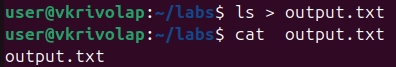 user@vkrivolap:~/labs$ ls > output.txt
user@vkrivolap:~/labs$ cat  output.txt
output.txt